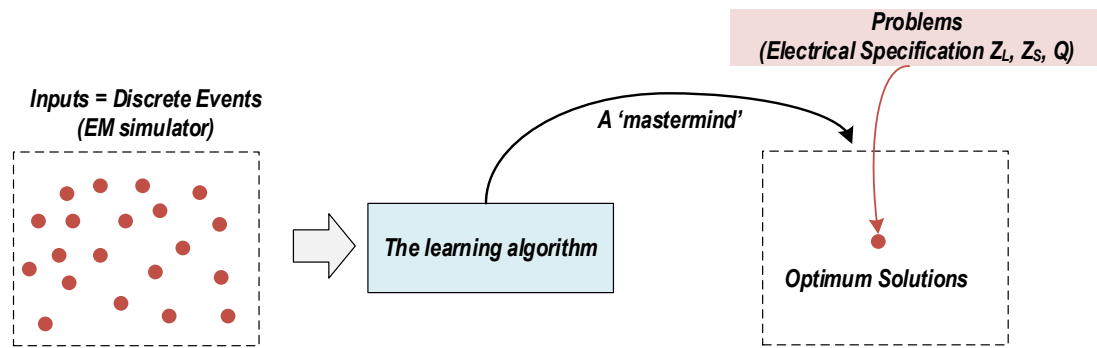 Inputs = Discrete Events
(EM simulator)
The learning algorithm
A ‘mastermind’
Problems
(Electrical Specification ZL, ZS, Q)
Optimum Solutions